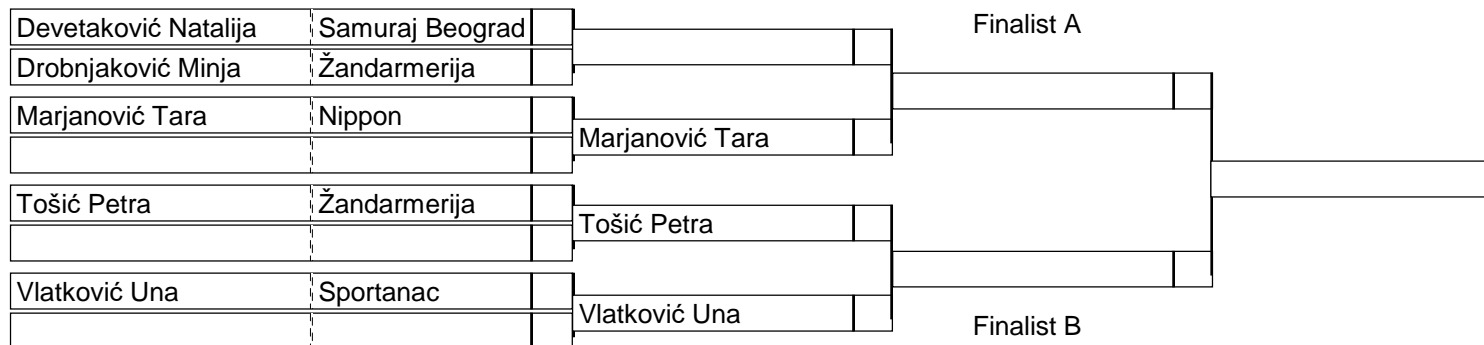 Devetaković Natalija Samuraj Beograd Finalist A
Drobnjaković Minja Žandarmerija
Marjanović Tara Nippon
Marjanović Tara
Tošić Petra Žandarmerija
Tošić Petra
Vlatković Una Sportanac
Vlatković Una
Finalist B